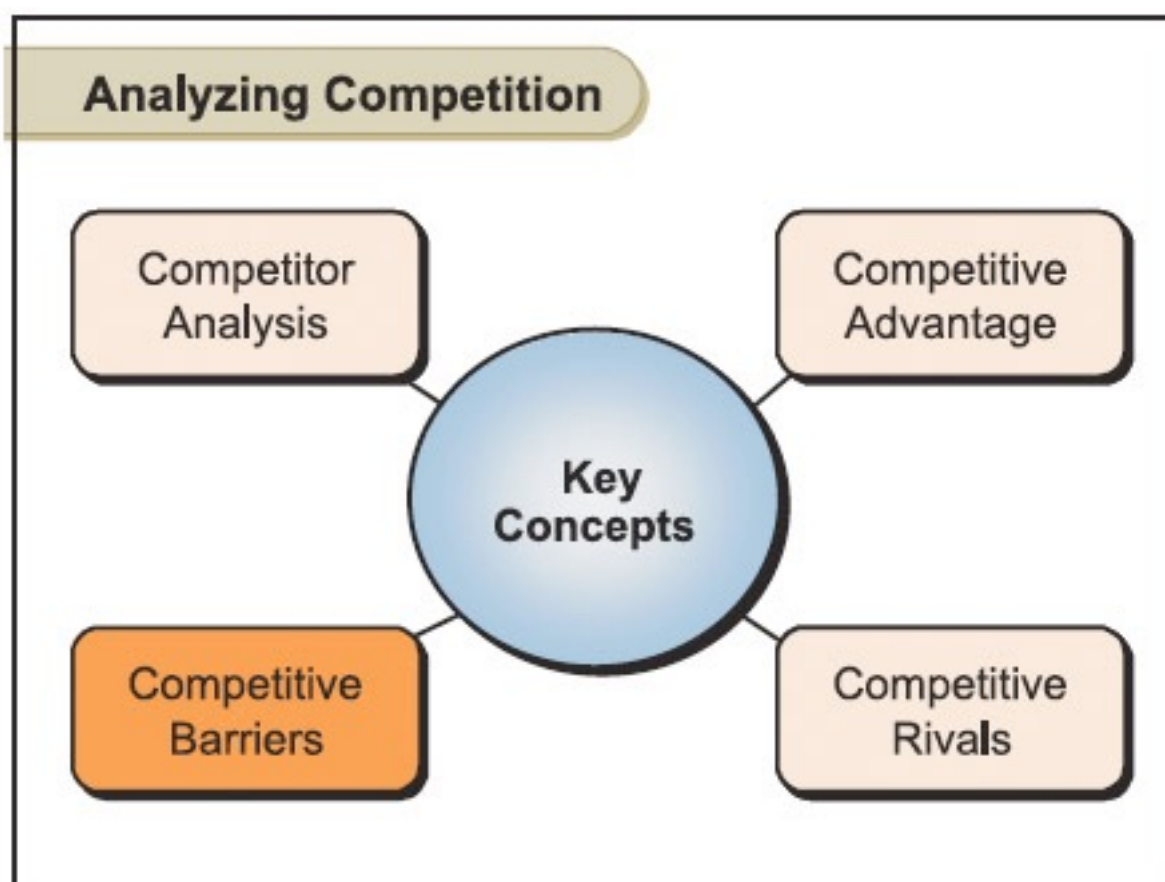 Analyzing Competition
Competitor
Analysis
Competitive
Advantage
Key
Concepts
Competitive
Barriers
Competitive
Rivals